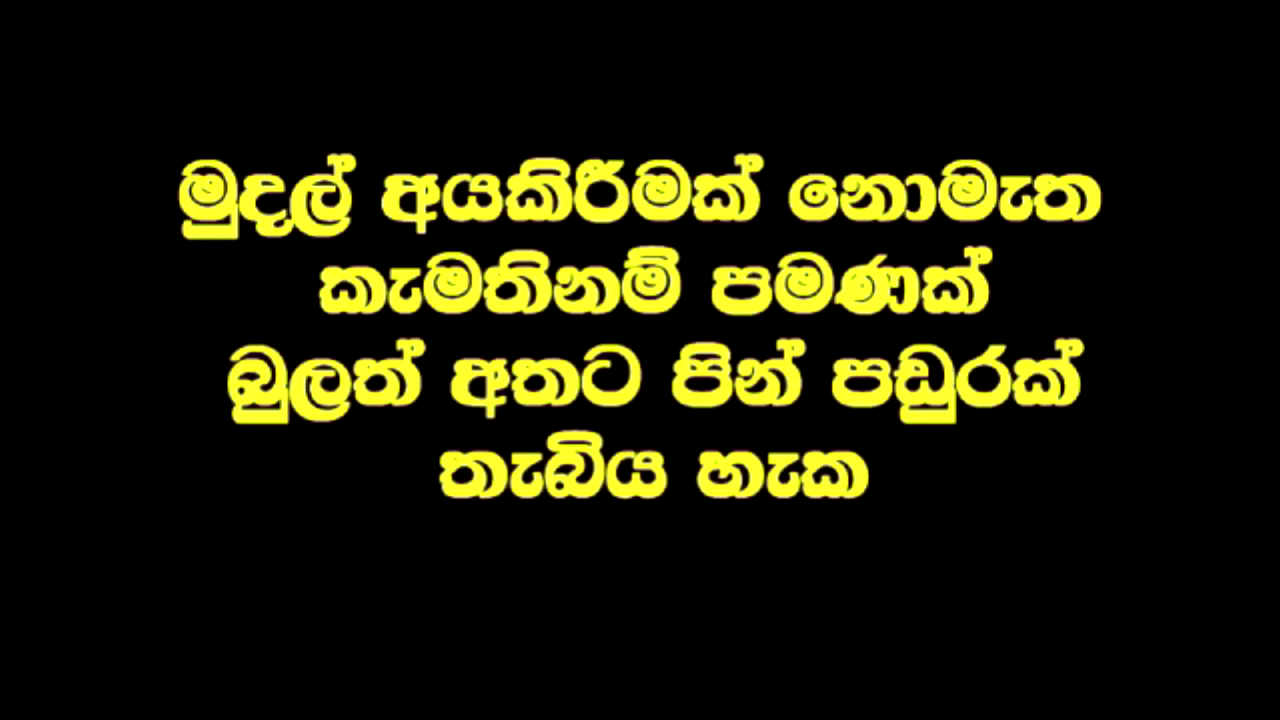 මුදල් අයකිරීමක් නොමැත
කැමතිනම් පමණක්
බුලත් අතට පින් පඩුරක්
තැබිය හැක